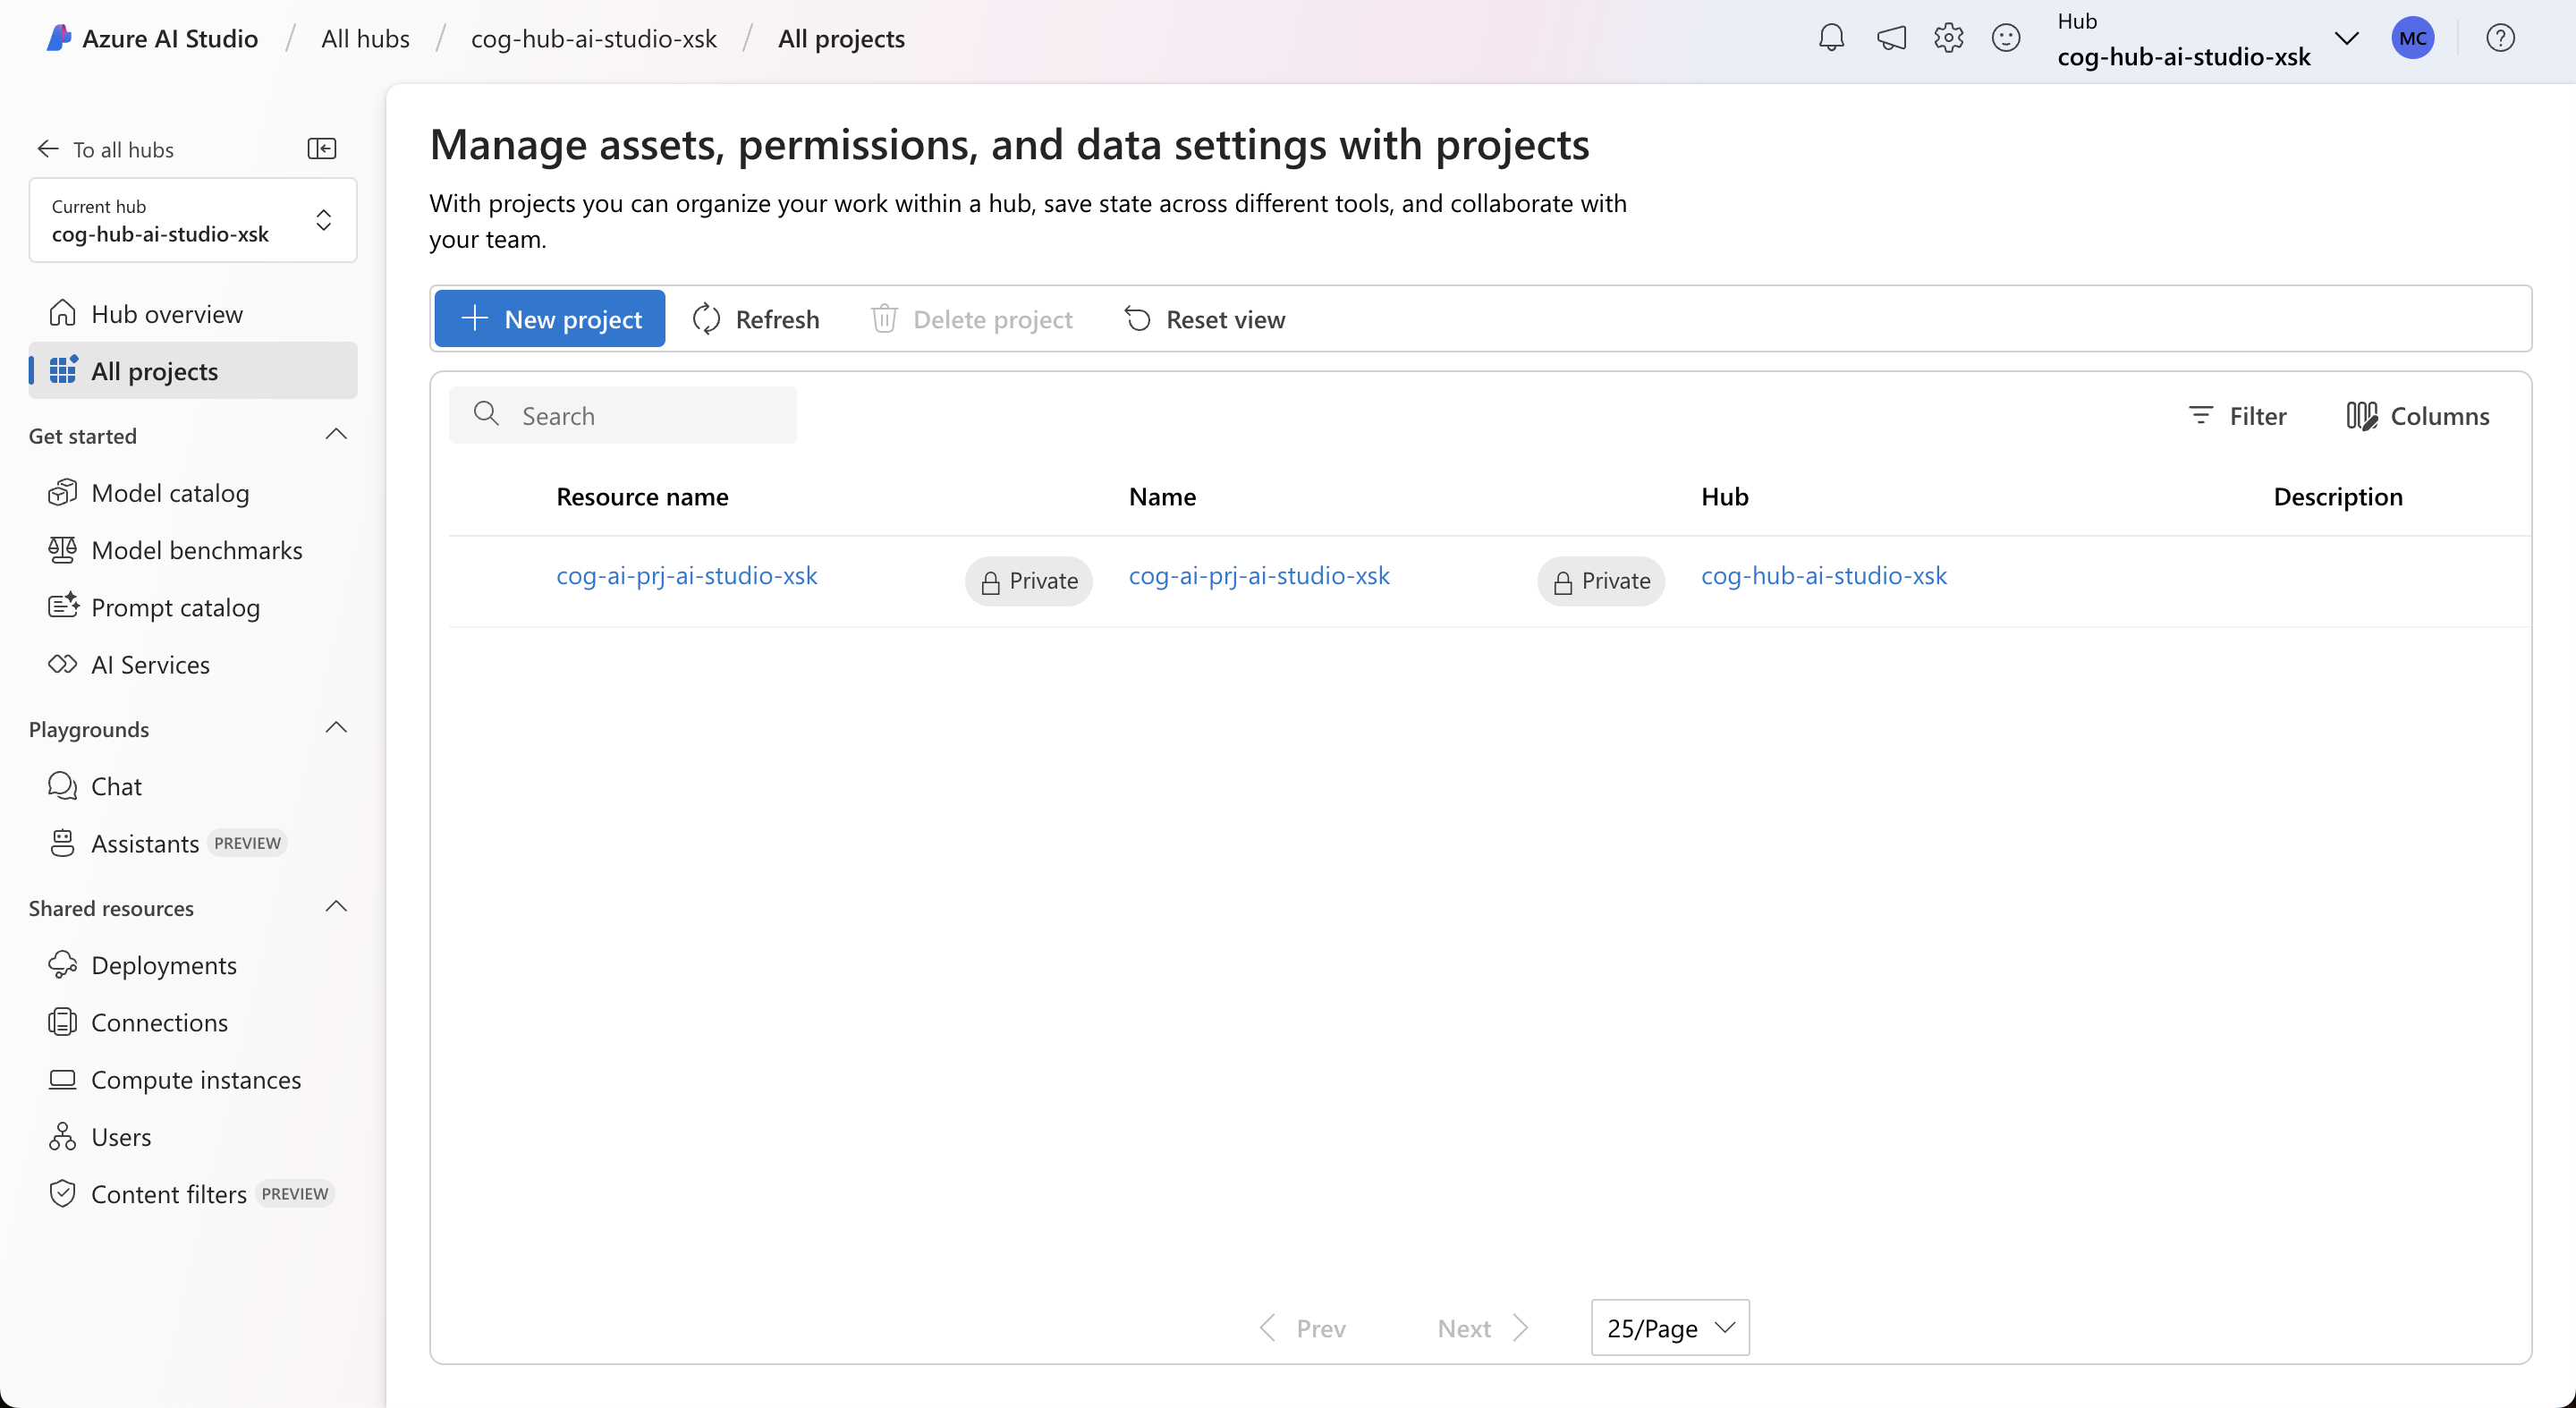 Azure AI Studio / All hubs / cog-hub-ai-studio-xsk / All projects
Hub
cog-hub-ai-studio-xsk
MC
To all hubs
Current hub
cog-hub-ai-studio-xsk
Hub overview
All projects
Get started
Model catalog
Model benchmarks
Prompt catalog
AI Services
Playgrounds
Chat
Assistants PREVIEW
Shared resources
Deployments
Connections
Compute instances
Users
Content filters PREVIEW
Manage assets, permissions, and data settings with projects
With projects you can organize your work within a hub, save state across different tools, and collaborate with
your team.
New project Refresh Delete project Reset view
Search Filter Columns
Resource name Name Hub Description
cog-ai-prj-ai-studio-xsk Private cog-ai-prj-ai-studio-xsk Private cog-hub-ai-studio-xsk
Prev Next 25/Page